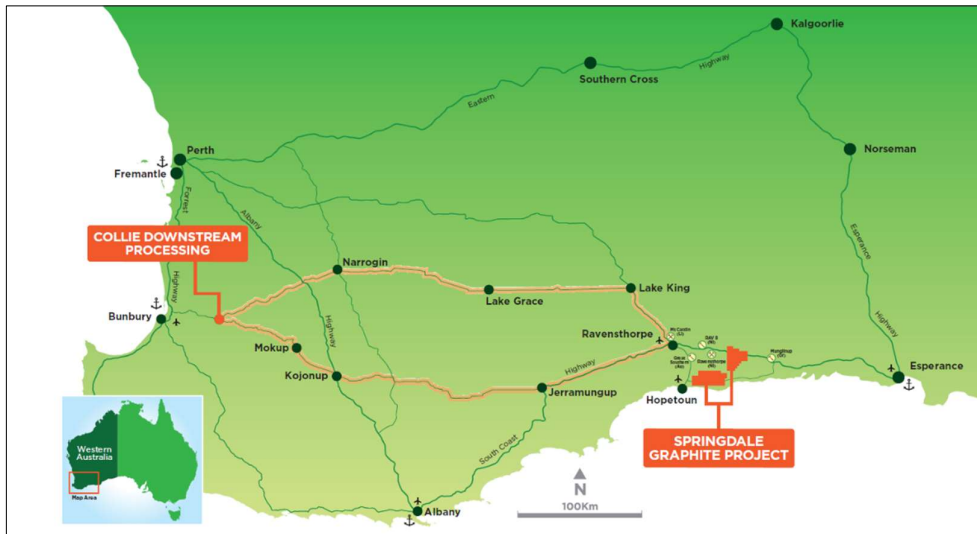 Kalgoorlie
Southern Cross
Highway
Eastern
Perth
Fremantle
Norseman
Forrest
Albany
COLLIE DOWNSTREAM
PROCESSING
Esperance
Narrogin
Highway
Lake King
Lake Grace
Bunbury
Highway
Highway
Ravensthorpe
Mokup
Highway
Kojonup
Jerramungup
Hopetoun
Esperance
SPRINGDALE
GRAPHITE PROJECT
South Coast
Western
Australia
Map Area
N
100Km
Albany